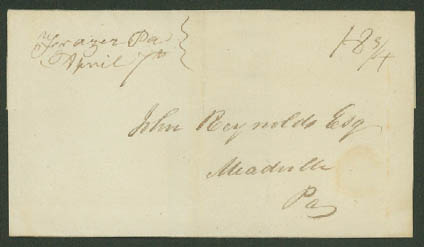 Frazer Pa
April 7th
18 3/4
John Reynolds Esq
Meadville
Pa